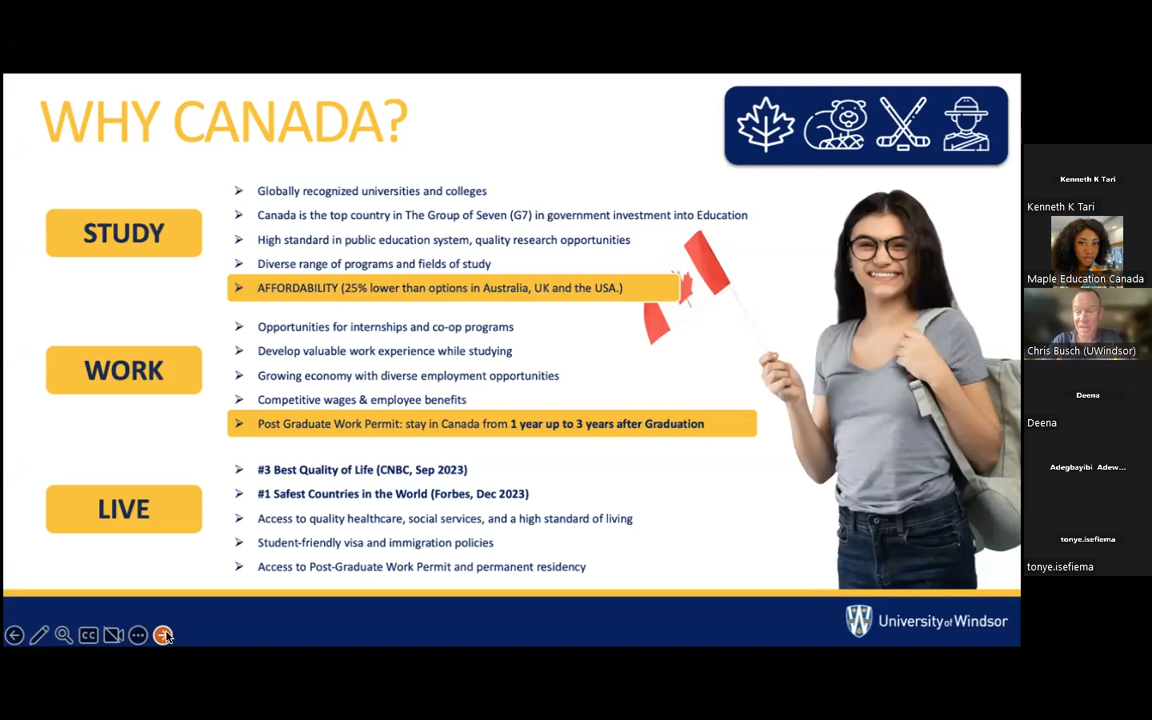 WHY CANADA?
STUDY
Globally recognized universities and colleges
Canada is the top country in The Group of Seven (G7) in government investment into Education
High standard in public education system, quality research opportunities
Diverse range of programs and fields of study
AFFORDABILITY (25% lower than options in Australia, UK and the USA.)
WORK
Opportunities for internships and co-op programs
Develop valuable work experience while studying
Growing economy with diverse employment opportunities
Competitive wages & employee benefits
Post Graduate Work Permit: stay in Canada from 1 year up to 3 years after Graduation
LIVE
#3 Best Quality of Life (CNBC, Sep 2023)
#1 Safest Countries in the World (Forbes, Dec 2023)
Access to quality healthcare, social services, and a high standard of living
Student-friendly visa and immigration policies
Access to Post-Graduate Work Permit and permanent residency
CC
University of Windsor
Kenneth K Tari
Kenneth K Tari
Maple Education Canada
Chris Busch (UWindsor)
Deena
Deena
Adegbayibi Adew...
tonye.isefiema
tonye.isefiema